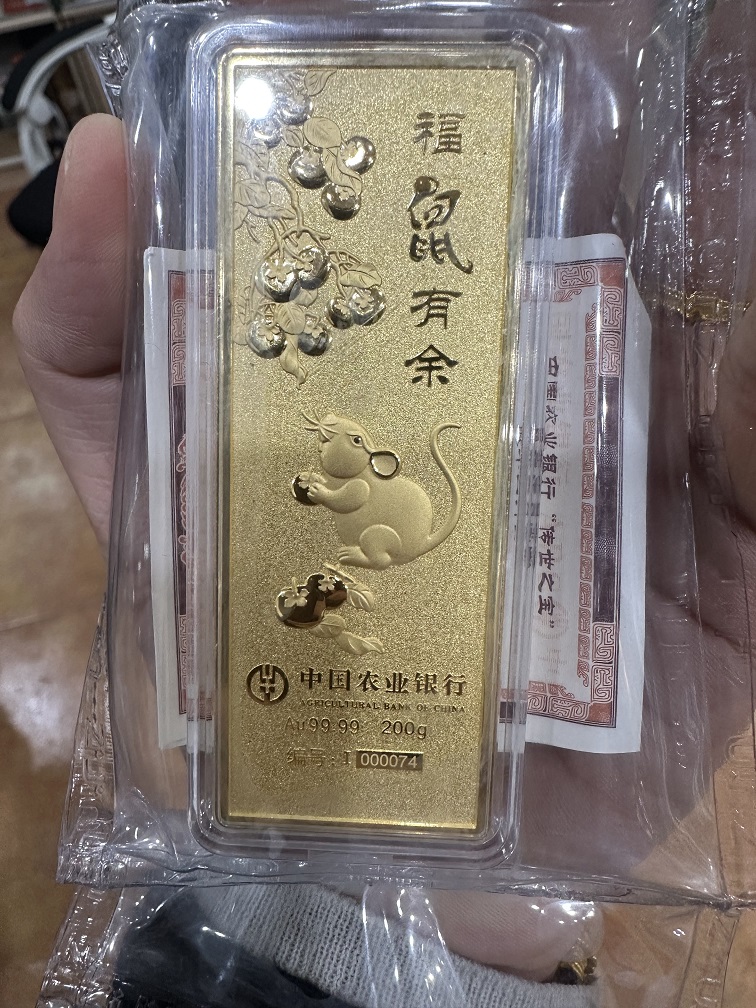 福鼠有余
中国农业银行
AGRICULTURAL BANK OF CHINA
Au99.99 200g
编号：I 000074
中国农业银行“传世之宝”